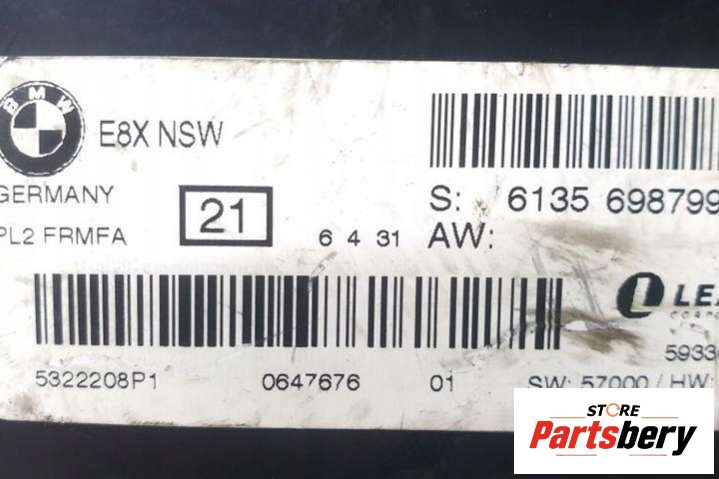 BMW
E8X NSW
GERMANY
21
S: 6135 698799
PL2 FRMFA
6 4 31
AW:
5933
5322208P1
0647676
01
SW: 57000 / HW:
STORE
Partsbery